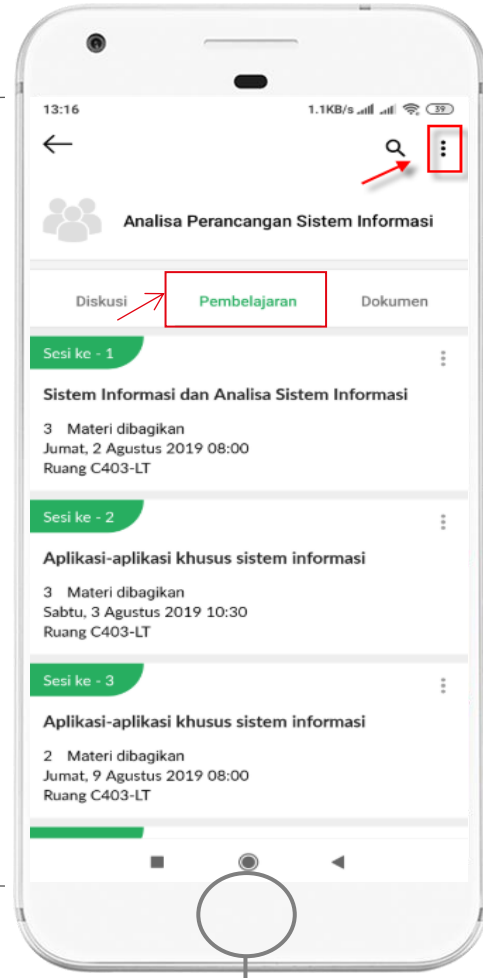 13:16 1.1KB/s 39
Analisa Perancangan Sistem Informasi
Diskusi Pembelajaran Dokumen
Sesi ke - 1
Sistem Informasi dan Analisa Sistem Informasi
3 Materi dibagikan
Jumat, 2 Agustus 2019 08:00
Ruang C403-LT
Sesi ke - 2
Aplikasi-aplikasi khusus sistem informasi
3 Materi dibagikan
Sabtu, 3 Agustus 2019 10:30
Ruang C403-LT
Sesi ke - 3
Aplikasi-aplikasi khusus sistem informasi
2 Materi dibagikan
Jumat, 9 Agustus 2019 08:00
Ruang C403-LT